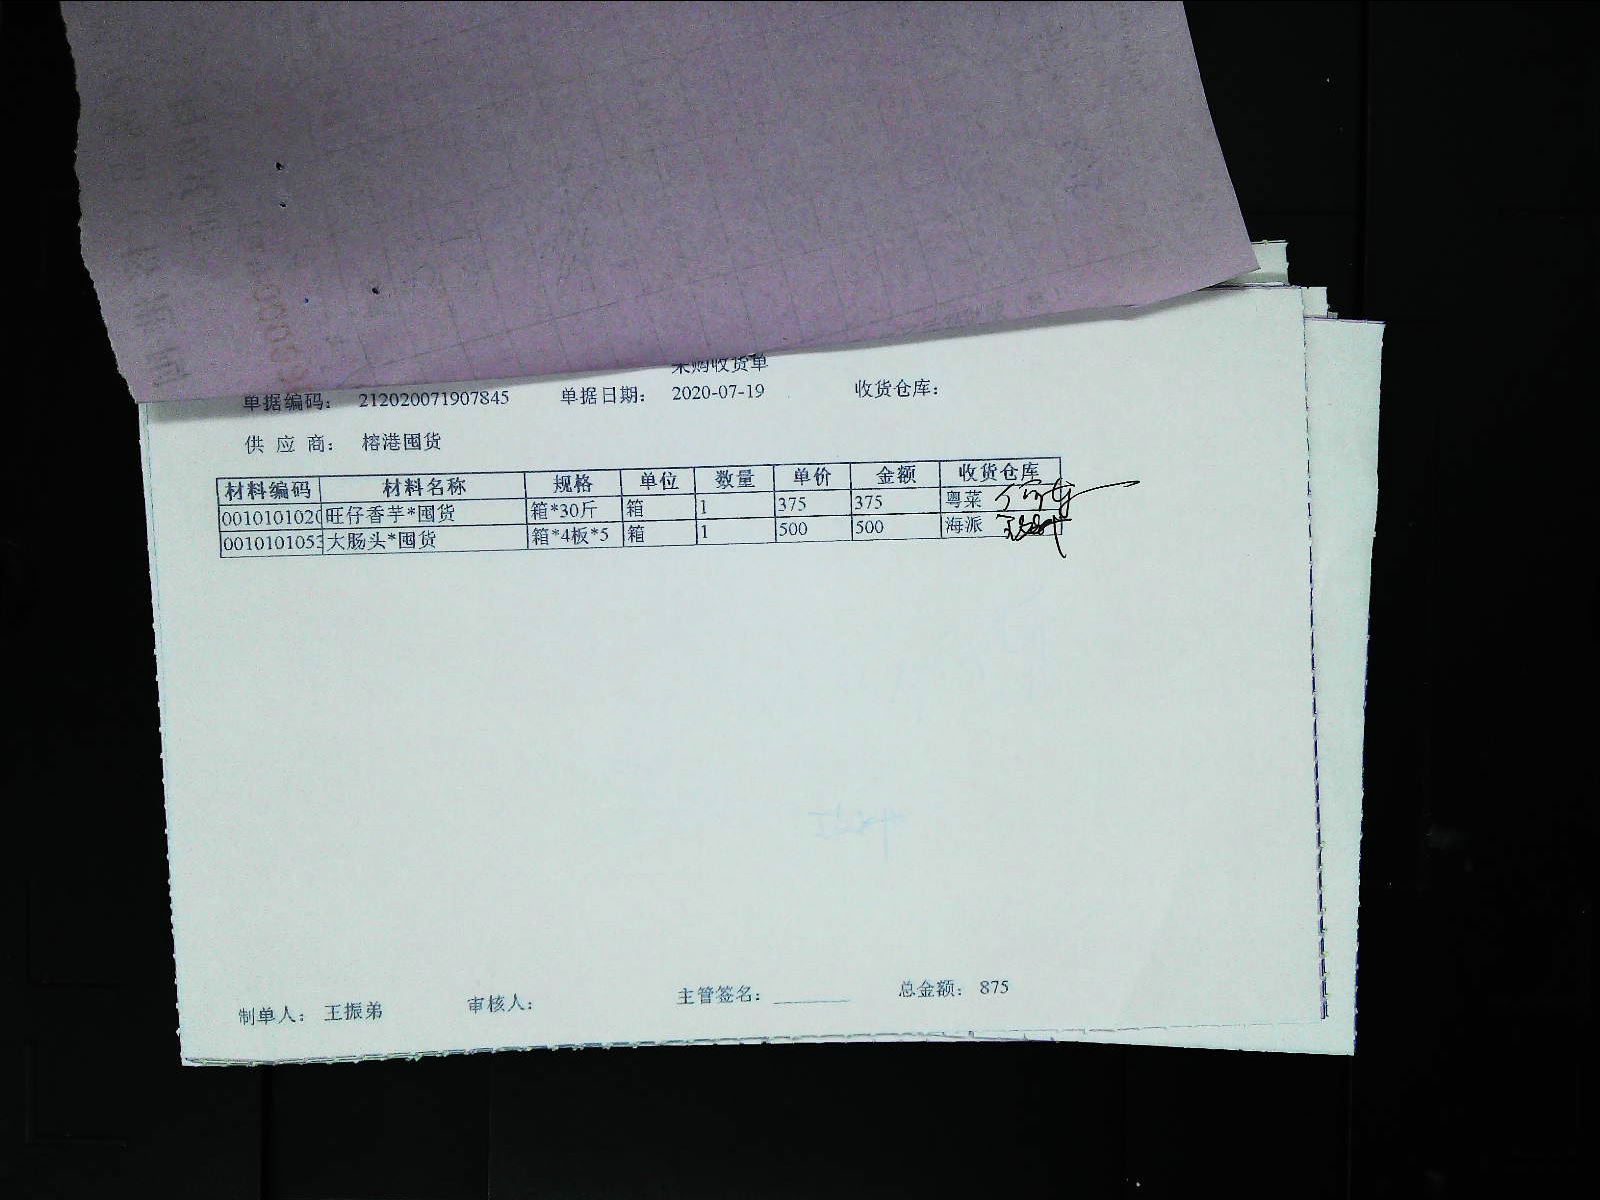 采购收货单
单据编码: 212020071907845 单据日期: 2020-07-19 收货仓库:
供 应 商: 榕港囤货
材料编码 材料名称 规格 单位 数量 单价 金额 收货仓库
0010101020 旺仔香芋*囤货 箱*30斤 箱 1 375 375 粤菜
0010101053 大肠头*囤货 箱*4板*5 箱 1 500 500 海派
制单人: 王振弟 审核人: 主管签名: 总金额: 875